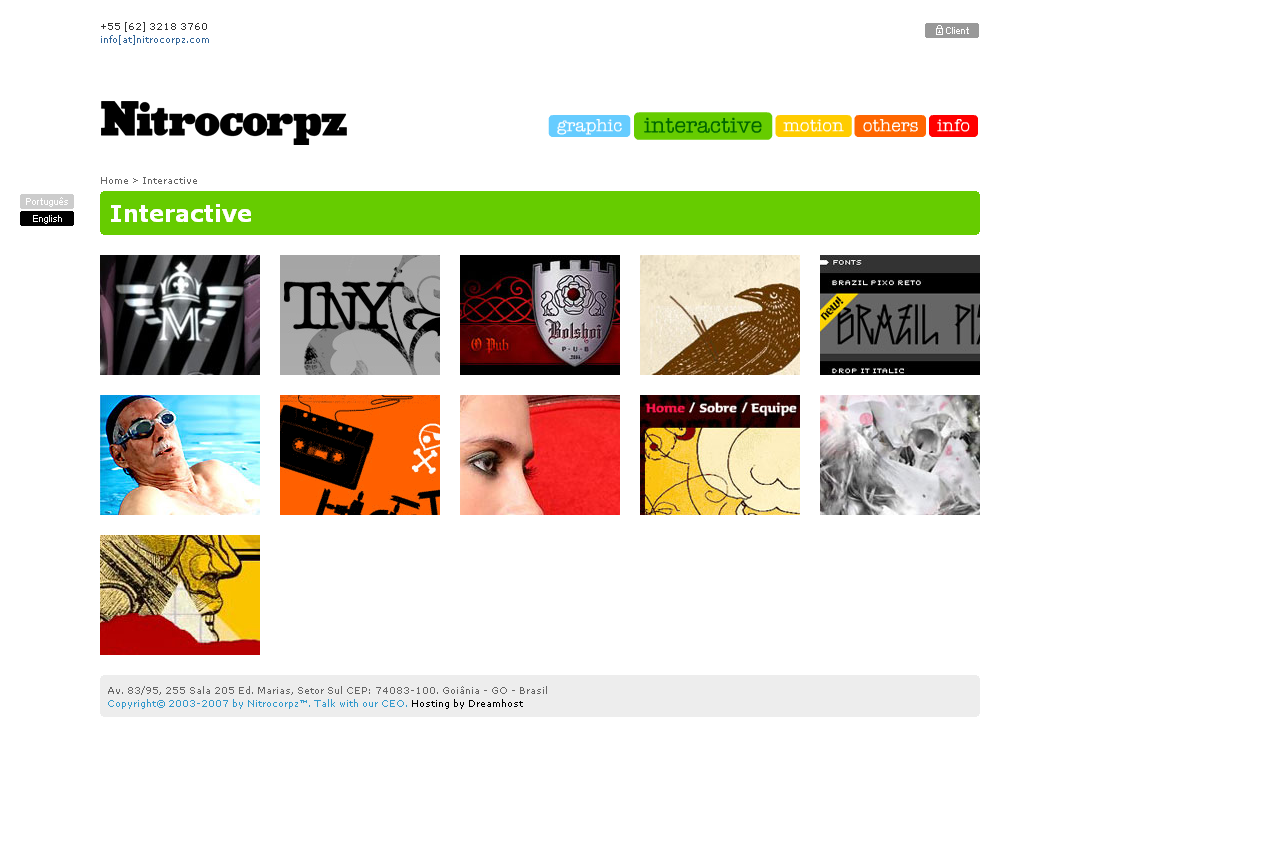 +55 [62] 3218 3760
info[at]nitrocorpz.com
Client
Nitrocorpz
graphic interactive motion others info
Home > Interactive
Português
English
Interactive
M
TNY
O Pub
Bolshoi
P-U-B
FONTS
BRAZIL PIXO RETO
new!
BRAZIL PI
DROP IT ITALIC
Home / Sobre / Equipe
Av. 83/95, 255 Sala 205 Ed. Marias, Setor Sul CEP: 74083-100. Goiânia - GO - Brasil
Copyright© 2003-2007 by Nitrocorpz™. Talk with our CEO. Hosting by Dreamhost